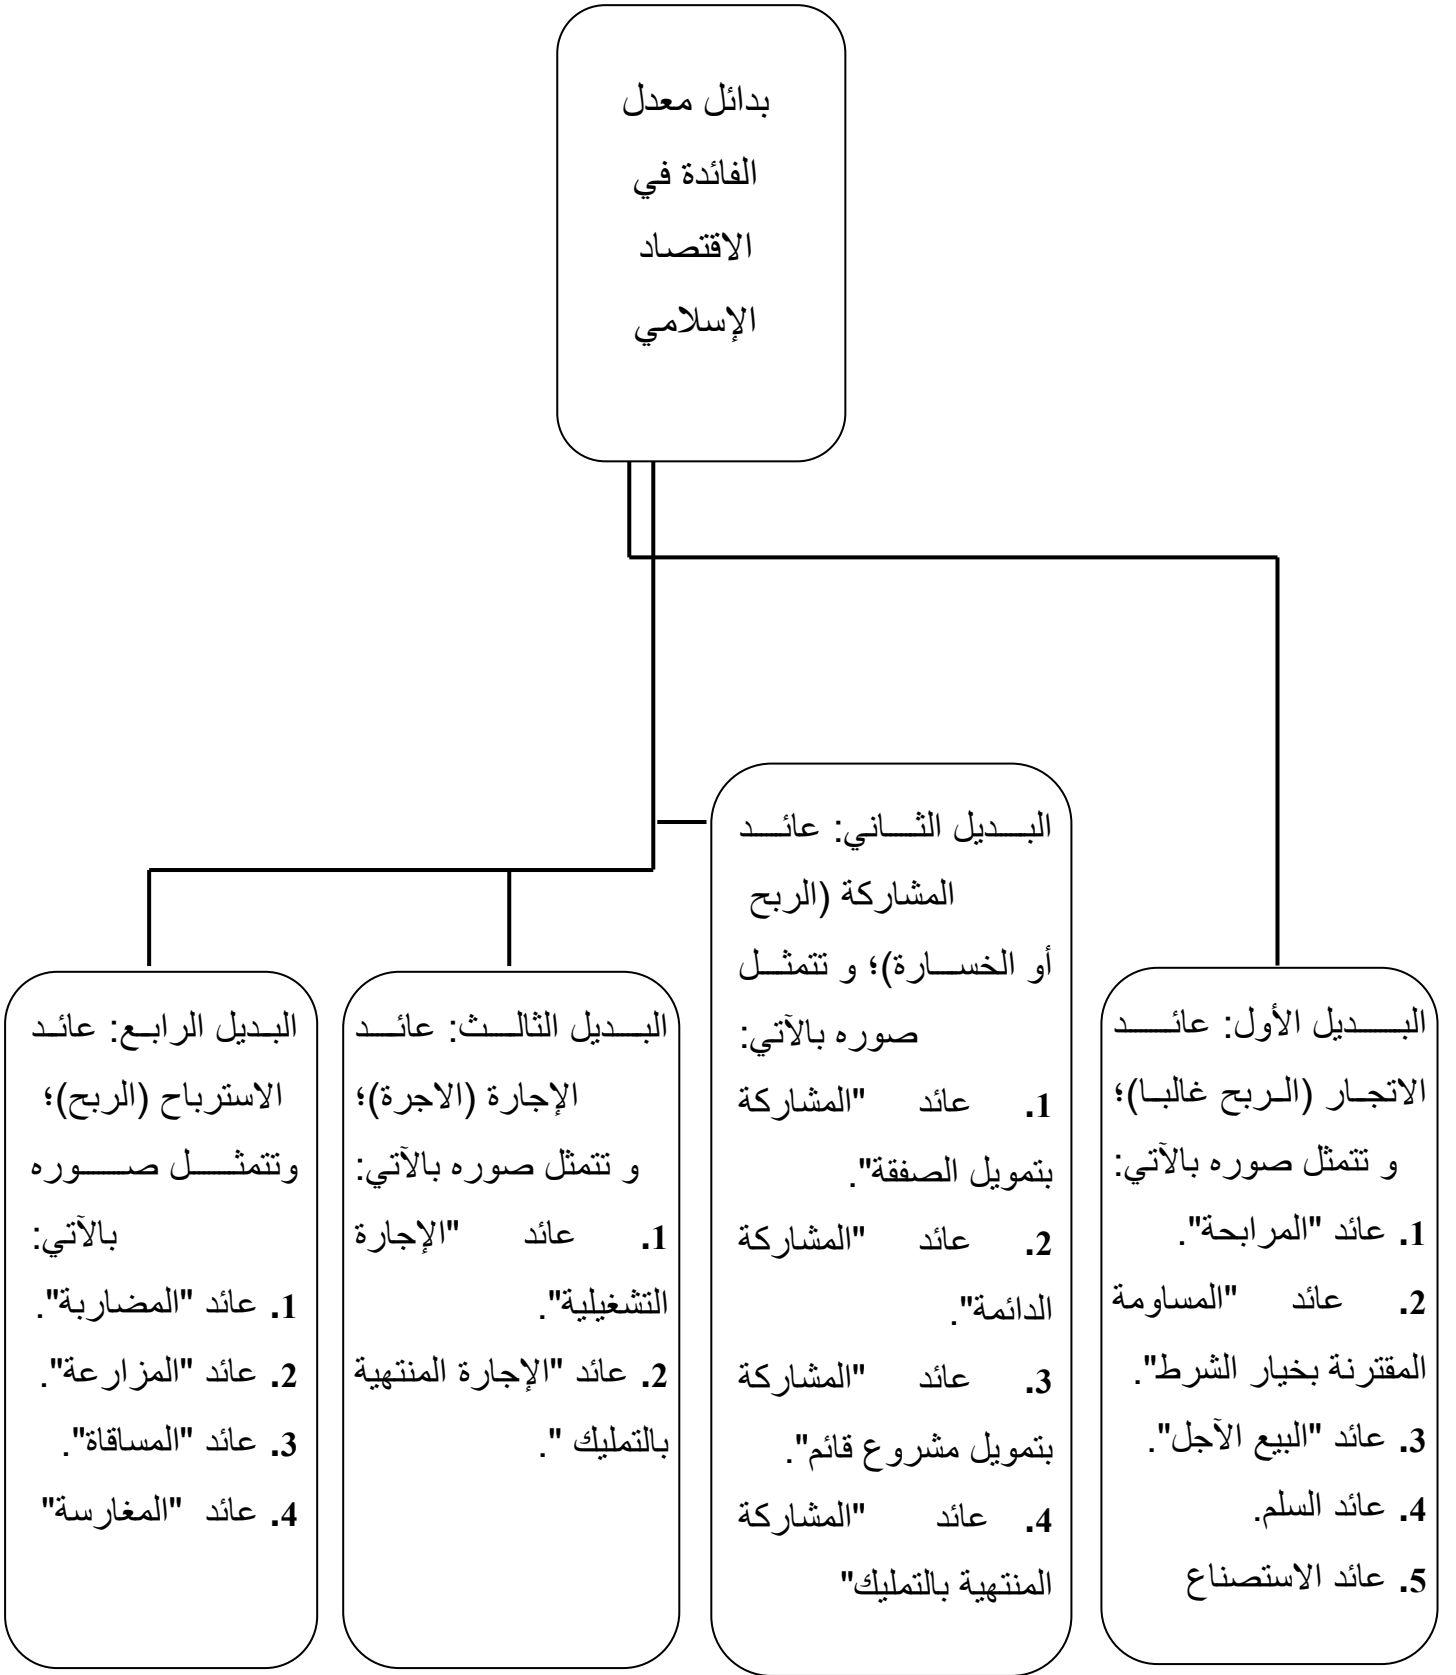 بدائل معدل
الفائدة في
الاقتصاد
الإسلامي
البديل الأول: عائد
الاتجار (الربح غالبا)؛
و تتمثل صوره بالآتي:
1. عائد "المرابحة".
2. عائد "المساومة
المقترنة بخيار الشرط".
3. عائد "البيع الآجل".
4. عائد السلم.
5. عائد الاستصناع
البديل الثاني: عائد
المشاركة (الربح
أو الخسارة)؛ و تتمثل
صوره بالآتي:
1. عائد "المشاركة
بتمويل الصفقة".
2. عائد "المشاركة
الدائمة".
3. عائد "المشاركة
بتمويل مشروع قائم".
4. عائد "المشاركة
المنتهية بالتمليك"
البديل الثالث: عائد
الإجارة (الاجرة)؛
و تتمثل صوره بالآتي:
1. عائد "الإجارة
التشغيلية".
2. عائد "الإجارة المنتهية
بالتمليك ".
البديل الرابع: عائد
الاسترباح (الربح)؛
وتتمثل صوره
بالآتي:
1. عائد "المضاربة".
2. عائد "المزارعة".
3. عائد "المساقاة".
4. عائد "المغارسة"